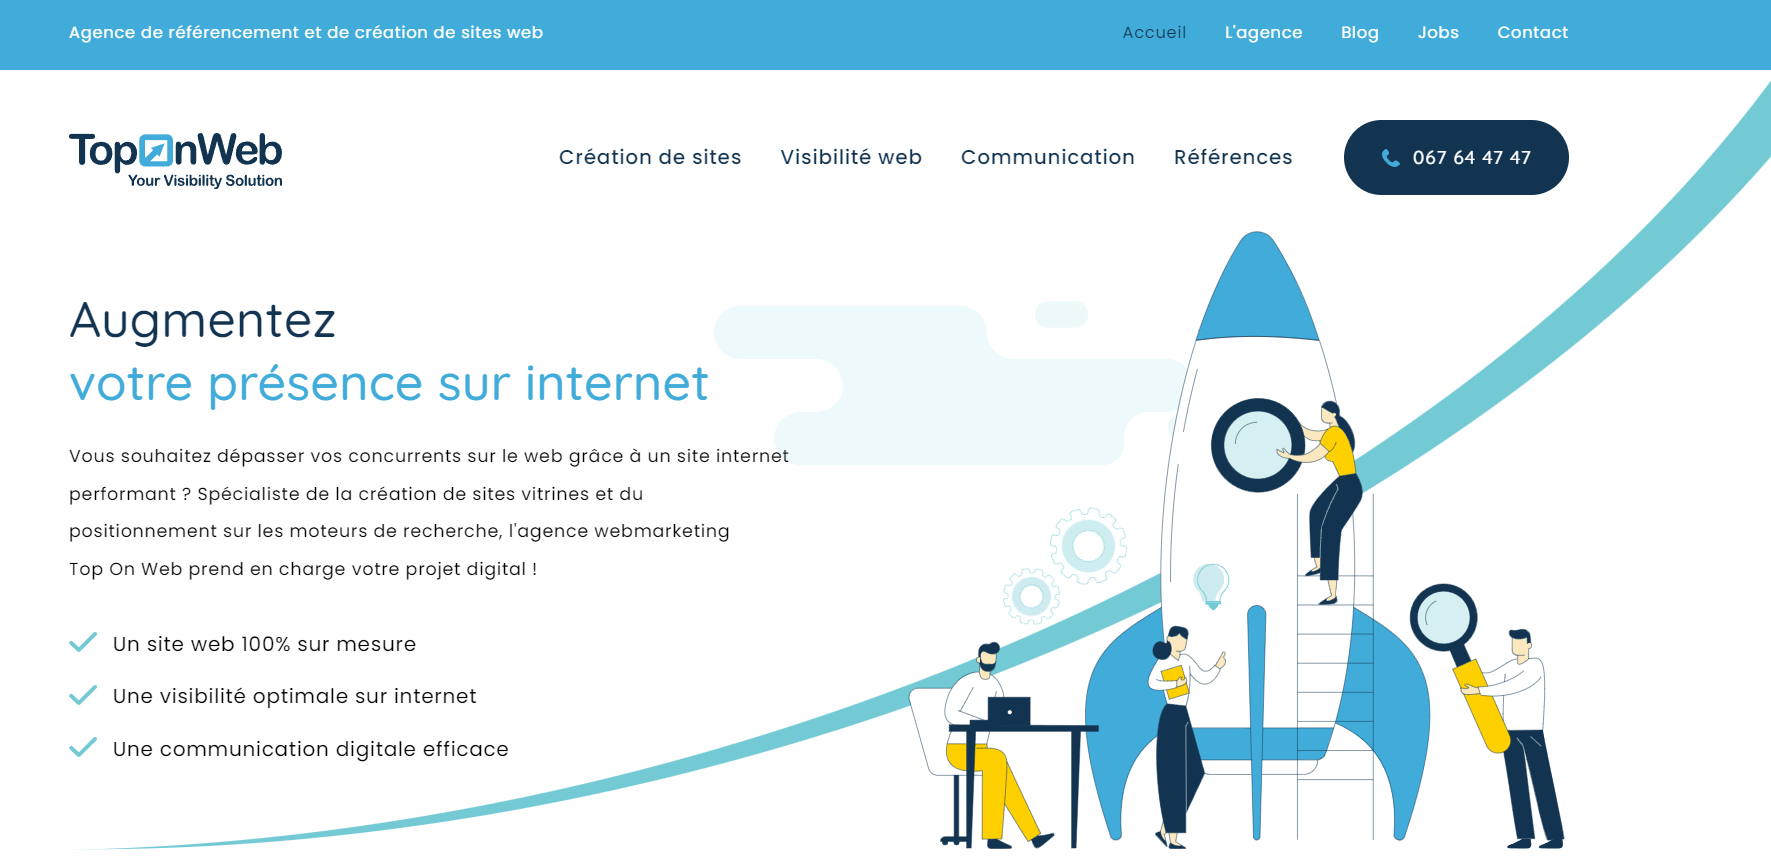 Agence de référencement et de création de sites web
Accueil L'agence Blog Jobs Contact
TopOnWeb
Your Visibility Solution
Création de sites Visibilité web Communication Références
067 64 47 47
Augmentez
votre présence sur internet
Vous souhaitez dépasser vos concurrents sur le web grâce à un site internet
performant ? Spécialiste de la création de sites vitrines et du
positionnement sur les moteurs de recherche, l'agence webmarketing
Top On Web prend en charge votre projet digital !
Un site web 100% sur mesure
Une visibilité optimale sur internet
Une communication digitale efficace